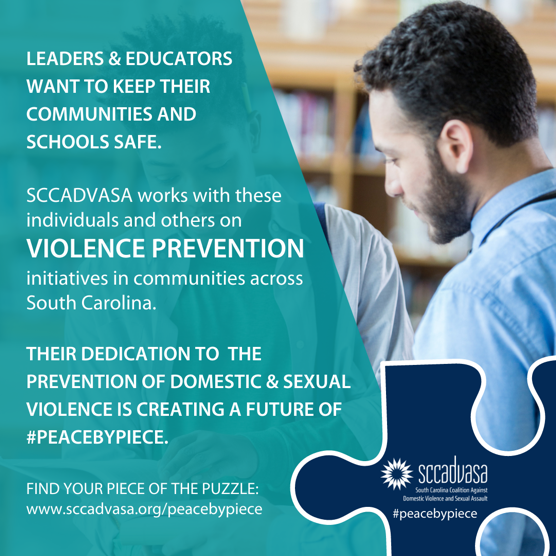 LEADERS & EDUCATORS
WANT TO KEEP THEIR
COMMUNITIES AND
SCHOOLS SAFE.
SCCADVASA works with these
individuals and others on
VIOLENCE PREVENTION
initiatives in communities across
South Carolina.
THEIR DEDICATION TO THE
PREVENTION OF DOMESTIC & SEXUAL
VIOLENCE IS CREATING A FUTURE OF
#PEACEBYPIECE.
FIND YOUR PIECE OF THE PUZZLE:
www.sccadvasa.org/peacebypiece
sccadvasa
South Carolina Coalition Against
Domestic Violence and Sexual Assault
#peacebypiece